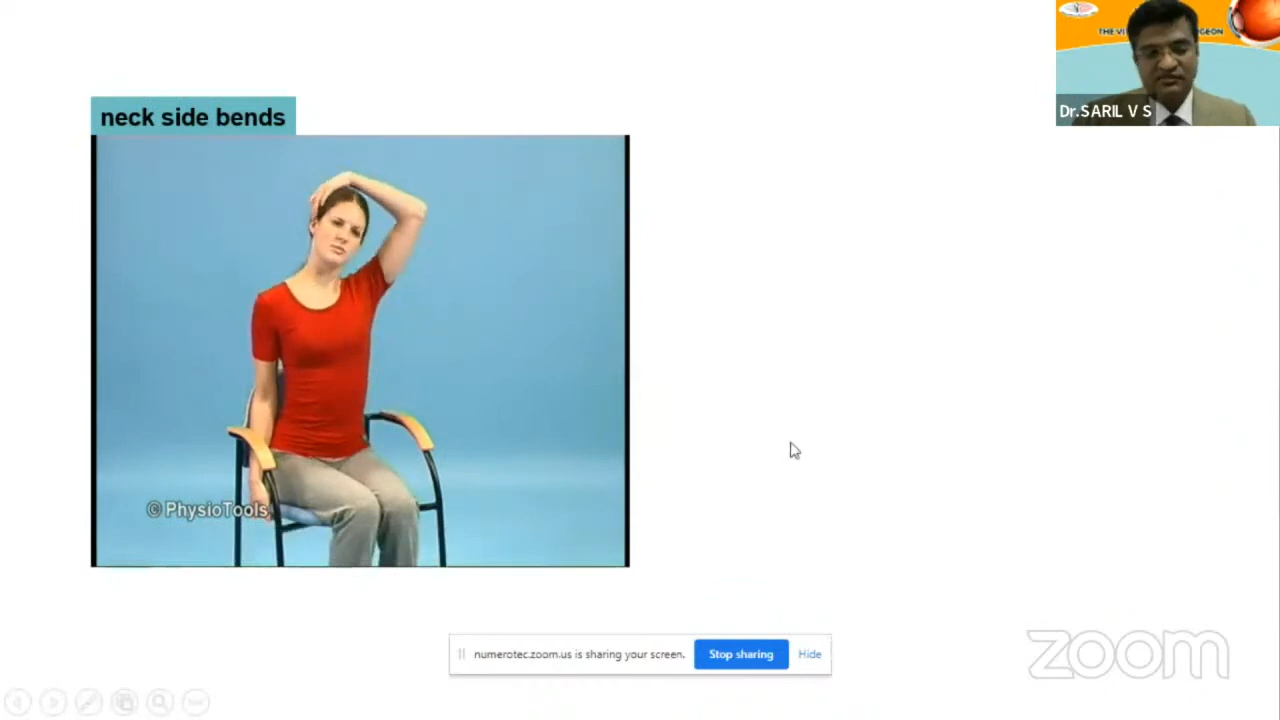 neck side bends
© PhysioTools
Dr.SARIL V S
numerotec.zoom.us is sharing your screen.
Stop sharing
Hide
zoom